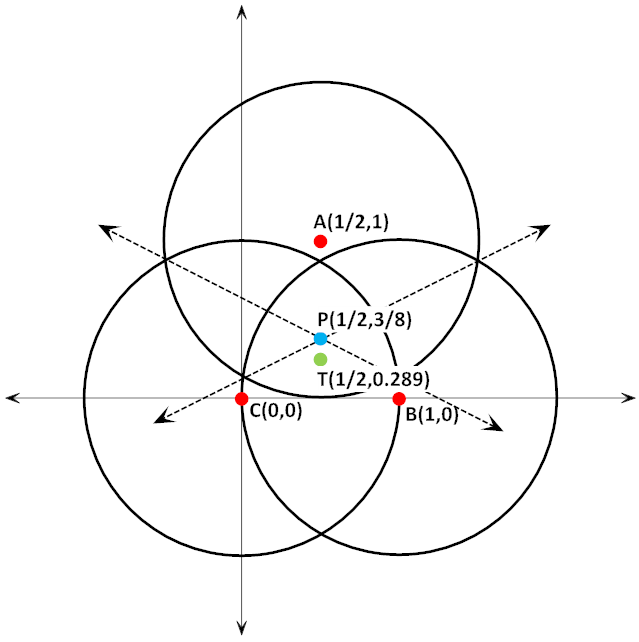 A(1/2,1)
P(1/2,3/8)
T(1/2,0.289)
C(0,0)
B(1,0)